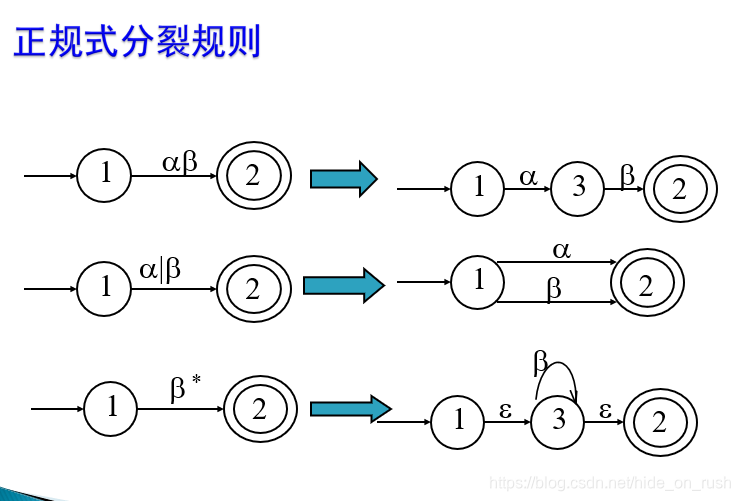 正规式分裂规则
1 αβ 2 1 α 3 β 2
1 α|β 2 1 α β 2
1 β* 2 1 ε 3 β ε 2
https://blog.csdn.net/hide_on_rush